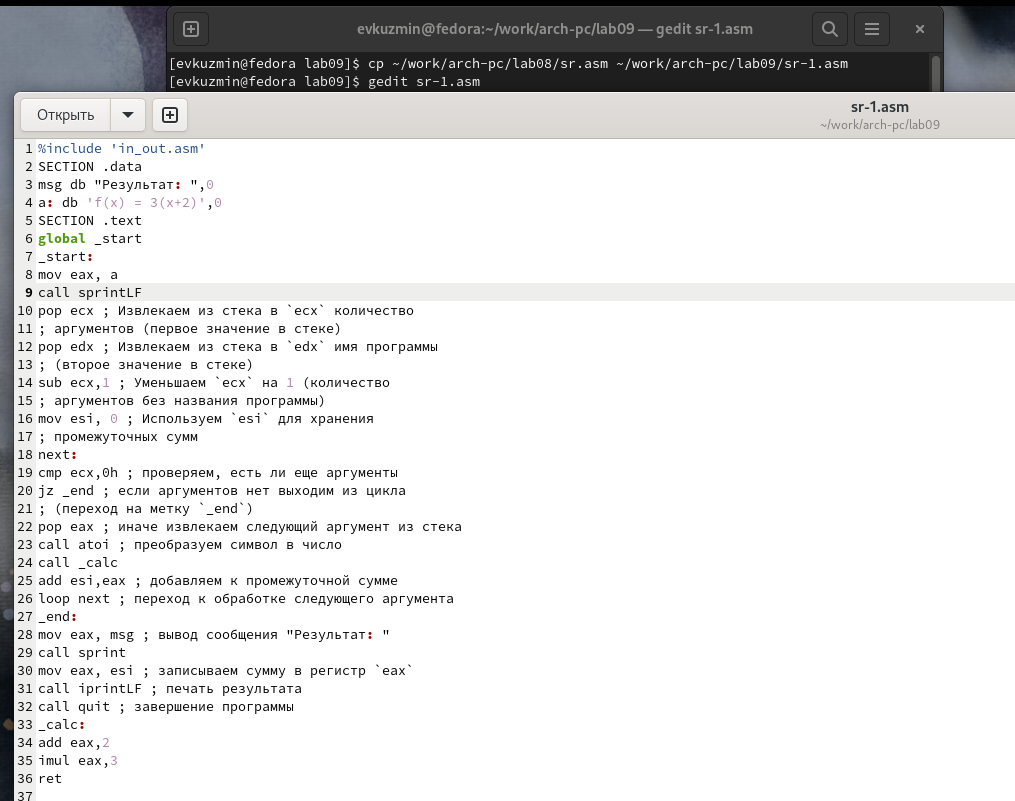 evkuzmin@fedora:~/work/arch-pc/lab09 — gedit sr-1.asm
[evkuzmin@fedora lab09]$ cp ~/work/arch-pc/lab08/sr.asm ~/work/arch-pc/lab09/sr-1.asm
[evkuzmin@fedora lab09]$ gedit sr-1.asm
Открыть
sr-1.asm
~/work/arch-pc/lab09
1 %include 'in_out.asm'
2 SECTION .data
3 msg db "Результат: ",0
4 a: db 'f(x) = 3(x+2)',0
5 SECTION .text
6 global _start
7 _start:
8 mov eax, a
9 call sprintLF
10 pop ecx ; Извлекаем из стека в `ecx` количество
11 ; аргументов (первое значение в стеке)
12 pop edx ; Извлекаем из стека в `edx` имя программы
13 ; (второе значение в стеке)
14 sub ecx,1 ; Уменьшаем `ecx` на 1 (количество
15 ; аргументов без названия программы)
16 mov esi, 0 ; Используем `esi` для хранения
17 ; промежуточных сумм
18 next:
19 cmp ecx,0h ; проверяем, есть ли еще аргументы
20 jz _end ; если аргументов нет выходим из цикла
21 ; (переход на метку `_end`)
22 pop eax ; иначе извлекаем следующий аргумент из стека
23 call atoi ; преобразуем символ в число
24 call _calc
25 add esi,eax ; добавляем к промежуточной сумме
26 loop next ; переход к обработке следующего аргумента
27 _end:
28 mov eax, msg ; вывод сообщения "Результат: "
29 call sprint
30 mov eax, esi ; записываем сумму в регистр `eax`
31 call iprintLF ; печать результата
32 call quit ; завершение программы
33 _calc:
34 add eax,2
35 imul eax,3
36 ret
37